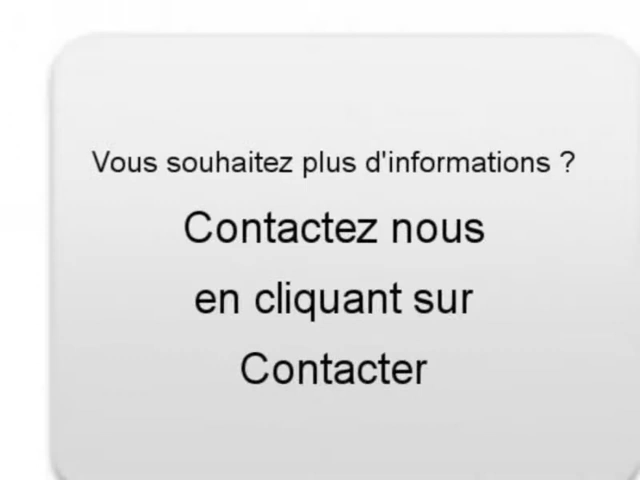 Vous souhaitez plus d'informations ?
Contactez nous
en cliquant sur
Contacter